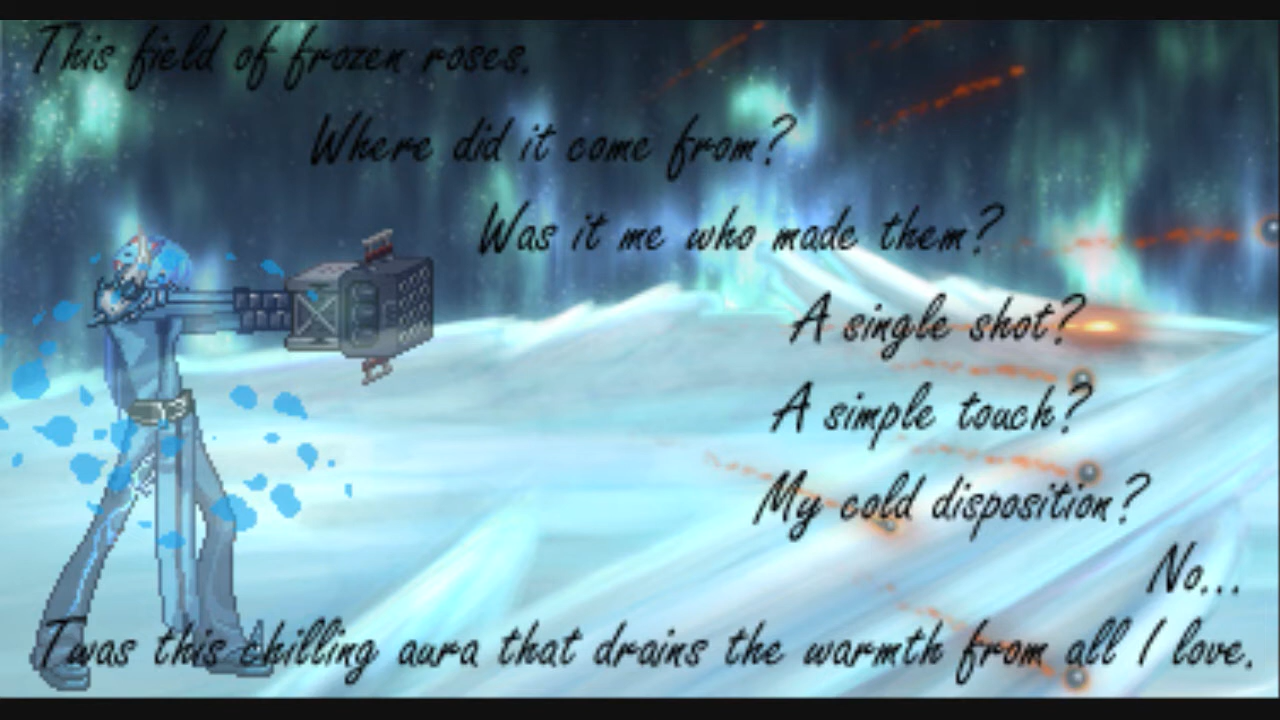 This field of frozen roses.
Where did it come from?
Was it me who made them?
A single shot?
A simple touch?
My cold disposition?
No...
Twas this chilling aura that drains the warmth from all I love.